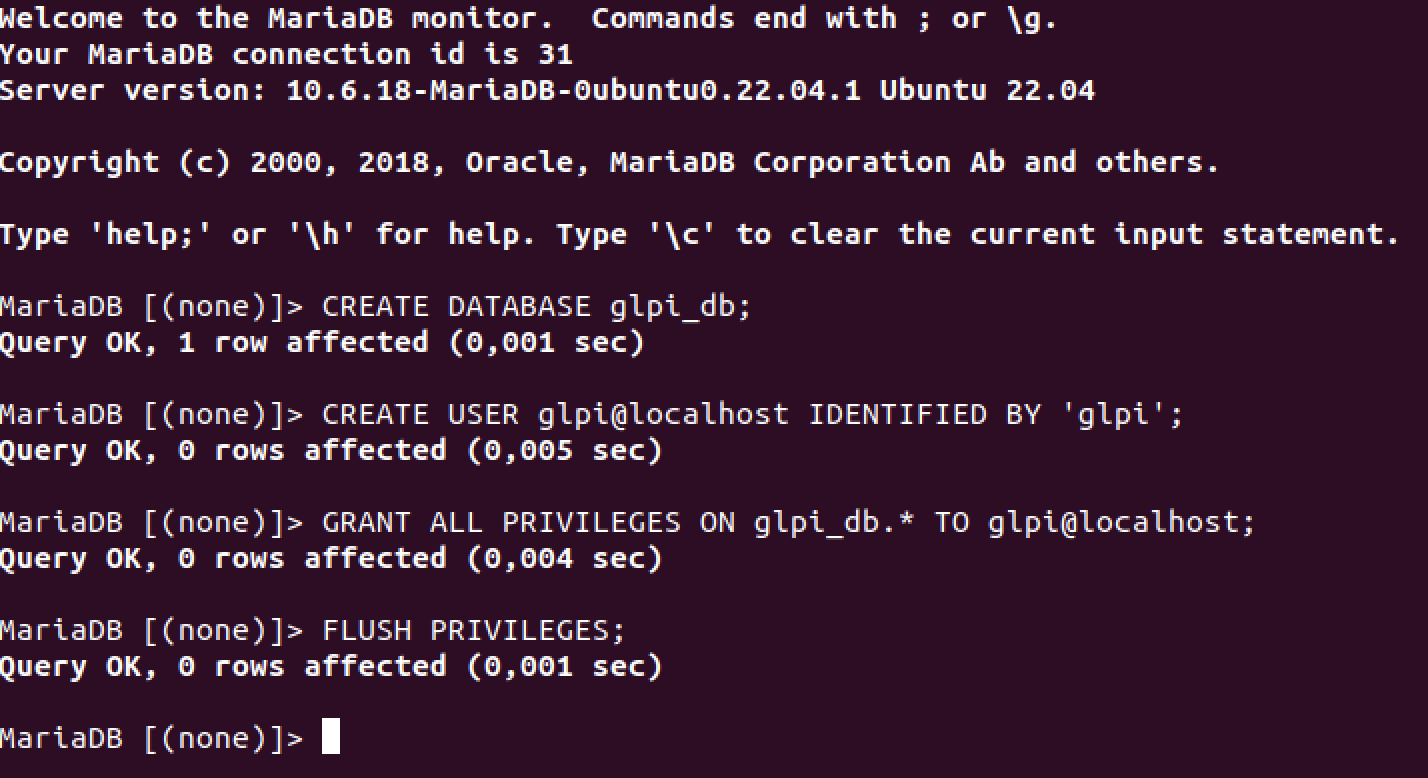 Welcome to the MariaDB monitor.  Commands end with ; or \g.
Your MariaDB connection id is 31
Server version: 10.6.18-MariaDB-0ubuntu0.22.04.1 Ubuntu 22.04
Copyright (c) 2000, 2018, Oracle, MariaDB Corporation Ab and others.
Type 'help;' or '\h' for help. Type '\c' to clear the current input statement.
MariaDB [(none)]> CREATE DATABASE glpi_db;
Query OK, 1 row affected (0,001 sec)
MariaDB [(none)]> CREATE USER glpi@localhost IDENTIFIED BY 'glpi';
Query OK, 0 rows affected (0,005 sec)
MariaDB [(none)]> GRANT ALL PRIVILEGES ON glpi_db.* TO glpi@localhost;
Query OK, 0 rows affected (0,004 sec)
MariaDB [(none)]> FLUSH PRIVILEGES;
Query OK, 0 rows affected (0,001 sec)
MariaDB [(none)]>